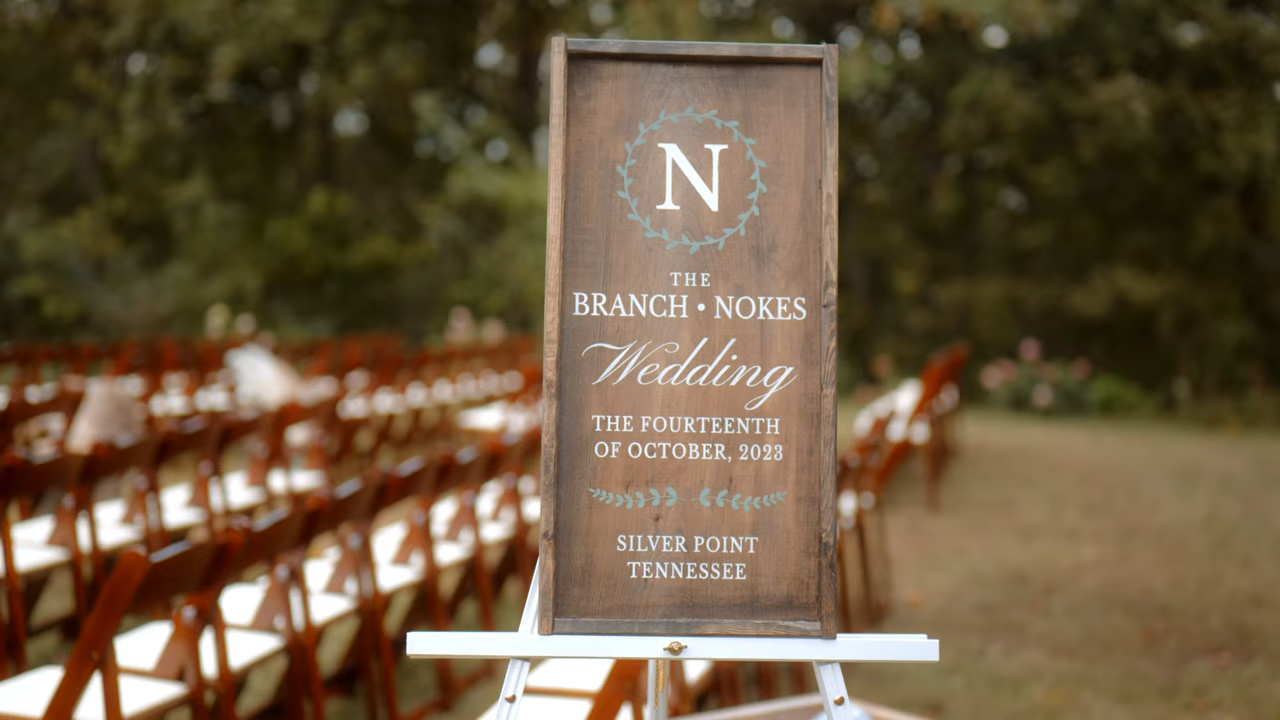 N
THE
BRANCH • NOKES
Wedding
THE FOURTEENTH
OF OCTOBER, 2023
SILVER POINT
TENNESSEE